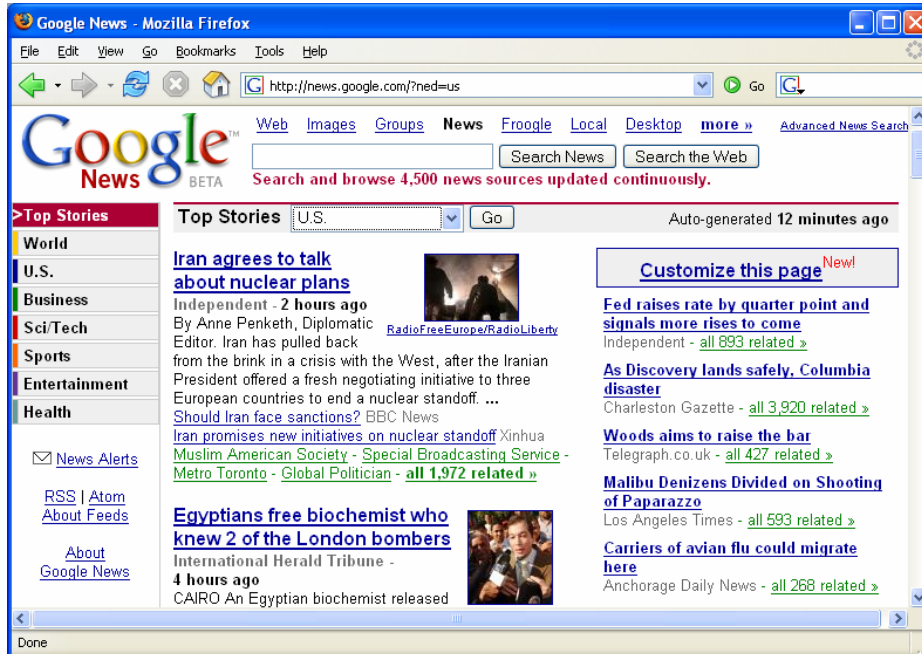 Google News - Mozilla Firefox
File Edit View Go Bookmarks Tools Help
G http://news.google.com/?ned=us Go G
Google™
News BETA
Web Images Groups News Froogle Local Desktop more » Advanced News Search
Search News Search the Web
Search and browse 4,500 news sources updated continuously.
>Top Stories
World
U.S.
Business
Sci/Tech
Sports
Entertainment
Health
News Alerts
RSS | Atom
About Feeds
About
Google News
Top Stories U.S. Go Auto-generated 12 minutes ago
Iran agrees to talk
about nuclear plans
Independent - 2 hours ago
By Anne Penketh, Diplomatic
Editor. Iran has pulled back
from the brink in a crisis with the West, after the Iranian
President offered a fresh negotiating initiative to three
European countries to end a nuclear standoff. ...
Should Iran face sanctions? BBC News
Iran promises new initiatives on nuclear standoff Xinhua
Muslim American Society - Special Broadcasting Service -
Metro Toronto - Global Politician - all 1,972 related »
RadioFreeEurope/RadioLiberty
Egyptians free biochemist who
knew 2 of the London bombers
International Herald Tribune -
4 hours ago
CAIRO An Egyptian biochemist released
Customize this page New!
Fed raises rate by quarter point and
signals more rises to come
Independent - all 893 related »
As Discovery lands safely, Columbia
disaster
Charleston Gazette - all 3,920 related »
Woods aims to raise the bar
Telegraph.co.uk - all 427 related »
Malibu Denizens Divided on Shooting
of Paparazzo
Los Angeles Times - all 593 related »
Carriers of avian flu could migrate
here
Anchorage Daily News - all 268 related »
Done